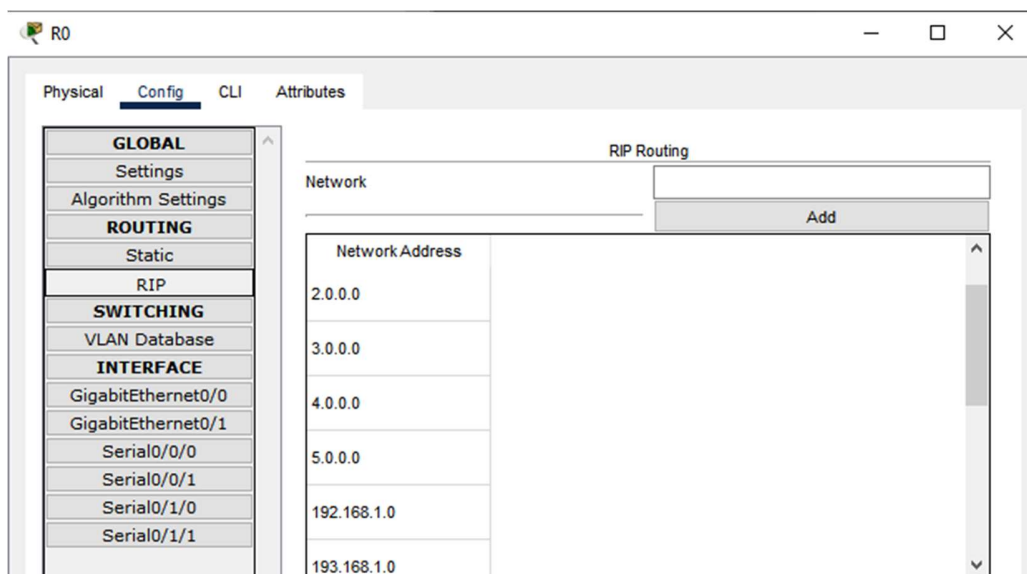 R0
Physical Config CLI Attributes
GLOBAL
Settings
Algorithm Settings
ROUTING
Static
RIP
SWITCHING
VLAN Database
INTERFACE
GigabitEthernet0/0
GigabitEthernet0/1
Serial0/0/0
Serial0/0/1
Serial0/1/0
Serial0/1/1
RIP Routing
Network
Add
Network Address
2.0.0.0
3.0.0.0
4.0.0.0
5.0.0.0
192.168.1.0
193.168.1.0